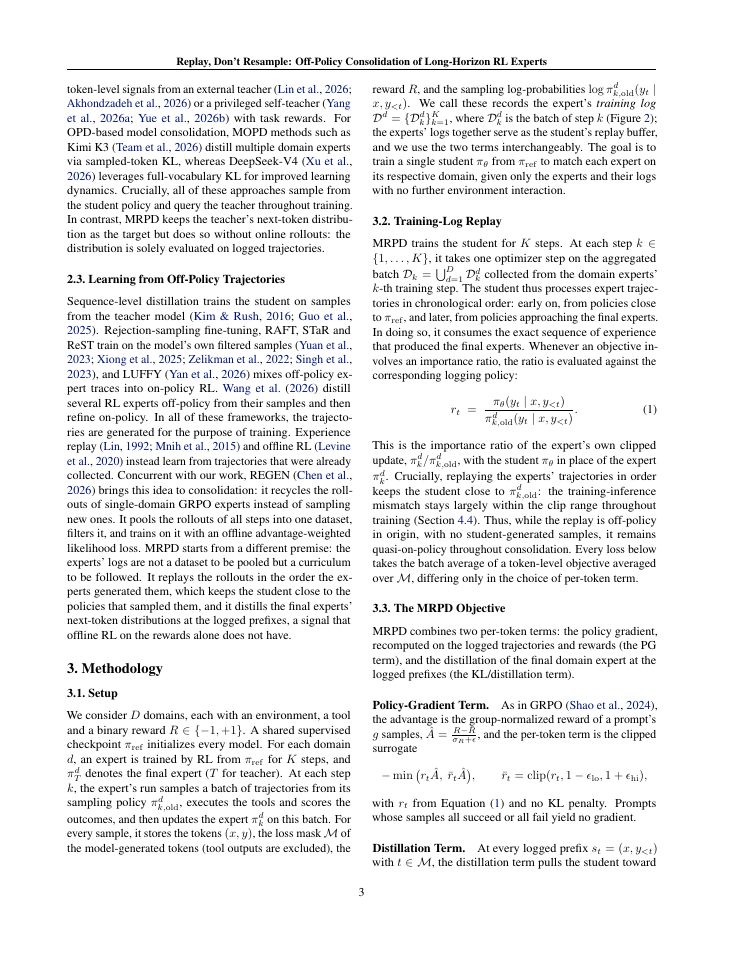 Replay, Don't Resample: Off-Policy Consolidation of Long-Horizon RL Experts
token-level signals from an external teacher (Lin et al., 2026;
Akhondzadeh et al., 2026) or a privileged self-teacher (Yang
et al., 2026a; Yue et al., 2026b) with task rewards. For
OPD-based model consolidation, MOPD methods such as
Kimi K3 (Team et al., 2026) distill multiple domain experts
via sampled-token KL, whereas DeepSeek-V4 (Xu et al.,
2026) leverages full-vocabulary KL for improved learning
dynamics. Crucially, all of these approaches sample from
the student policy and query the teacher throughout training.
In contrast, MRPD keeps the teacher's next-token distribu-
tion as the target but does so without online rollouts: the
distribution is solely evaluated on logged trajectories.
2.3. Learning from Off-Policy Trajectories
Sequence-level distillation trains the student on samples
from the teacher model (Kim & Rush, 2016; Guo et al.,
2025). Rejection-sampling fine-tuning, RAFT, STaR and
ReST train on the model's own filtered samples (Yuan et al.,
2023; Xiong et al., 2025; Zelikman et al., 2022; Singh et al.,
2023), and LUFFY (Yan et al., 2026) mixes off-policy ex-
pert traces into on-policy RL. Wang et al. (2026) distill
several RL experts off-policy from their samples and then
refine on-policy. In all of these frameworks, the trajecto-
ries are generated for the purpose of training. Experience
replay (Lin, 1992; Mnih et al., 2015) and offline RL (Levine
et al., 2020) instead learn from trajectories that were already
collected. Concurrent with our work, REGEN (Chen et al.,
2026) brings this idea to consolidation: it recycles the roll-
outs of single-domain GRPO experts instead of sampling
new ones. It pools the rollouts of all steps into one dataset,
filters it, and trains on it with an offline advantage-weighted
likelihood loss. MRPD starts from a different premise: the
experts' logs are not a dataset to be pooled but a curriculum
to be followed. It replays the rollouts in the order the ex-
perts generated them, which keeps the student close to the
policies that sampled them, and it distills the final experts'
next-token distributions at the logged prefixes, a signal that
offline RL on the rewards alone does not have.
3. Methodology
3.1. Setup
We consider D domains, each with an environment, a tool
and a binary reward R ∈ {−1, +1}. A shared supervised
checkpoint π_ref initializes every model. For each domain
d, an expert is trained by RL from π_ref for K steps, and
π_T^d denotes the final expert (T for teacher). At each step
k, the expert's run samples a batch of trajectories from its
sampling policy π_{k,old}^d, executes the tools and scores the
outcomes, and then updates the expert π_k^d on this batch. For
every sample, it stores the tokens (x, y), the loss mask M of
the model-generated tokens (tool outputs are excluded), the
reward R, and the sampling log-probabilities log π_{k,old}^d(y_t |
x, y_{<t}). We call these records the expert's training log
D^d = {D_k^d}_{k=1}^K, where D_k^d is the batch of step k (Figure 2);
the experts' logs together serve as the student's replay buffer,
and we use the two terms interchangeably. The goal is to
train a single student π_θ from π_ref to match each expert on
its respective domain, given only the experts and their logs
with no further environment interaction.
3.2. Training-Log Replay
MRPD trains the student for K steps. At each step k ∈
{1, . . . , K}, it takes one optimizer step on the aggregated
batch D_k = ⋃_{d=1}^D D_k^d collected from the domain experts'
k-th training step. The student thus processes expert trajec-
tories in chronological order: early on, from policies close
to π_ref, and later, from policies approaching the final experts.
In doing so, it consumes the exact sequence of experience
that produced the final experts. Whenever an objective in-
volves an importance ratio, the ratio is evaluated against the
corresponding logging policy:
r_t = π_θ(y_t | x, y_{<t}) / π_{k,old}^d(y_t | x, y_{<t}). (1)
This is the importance ratio of the expert's own clipped
update, π_k^d/π_{k,old}^d, with the student π_θ in place of the expert
π_k^d. Crucially, replaying the experts' trajectories in order
keeps the student close to π_{k,old}^d: the training-inference
mismatch stays largely within the clip range throughout
training (Section 4.4). Thus, while the replay is off-policy
in origin, with no student-generated samples, it remains
quasi-on-policy throughout consolidation. Every loss below
takes the batch average of a token-level objective averaged
over M, differing only in the choice of per-token term.
3.3. The MRPD Objective
MRPD combines two per-token terms: the policy gradient,
recomputed on the logged trajectories and rewards (the PG
term), and the distillation of the final domain expert at the
logged prefixes (the KL/distillation term).
Policy-Gradient Term. As in GRPO (Shao et al., 2024),
the advantage is the group-normalized reward of a prompt's
g samples, Â = (R−R̄)/(σ_R+ϵ), and the per-token term is the clipped
surrogate
− min (r_t Â, r̄_t Â), r̄_t = clip(r_t, 1 − ϵ_lo, 1 + ϵ_hi),
with r_t from Equation (1) and no KL penalty. Prompts
whose samples all succeed or all fail yield no gradient.
Distillation Term. At every logged prefix s_t = (x, y_{<t})
with t ∈ M, the distillation term pulls the student toward
3